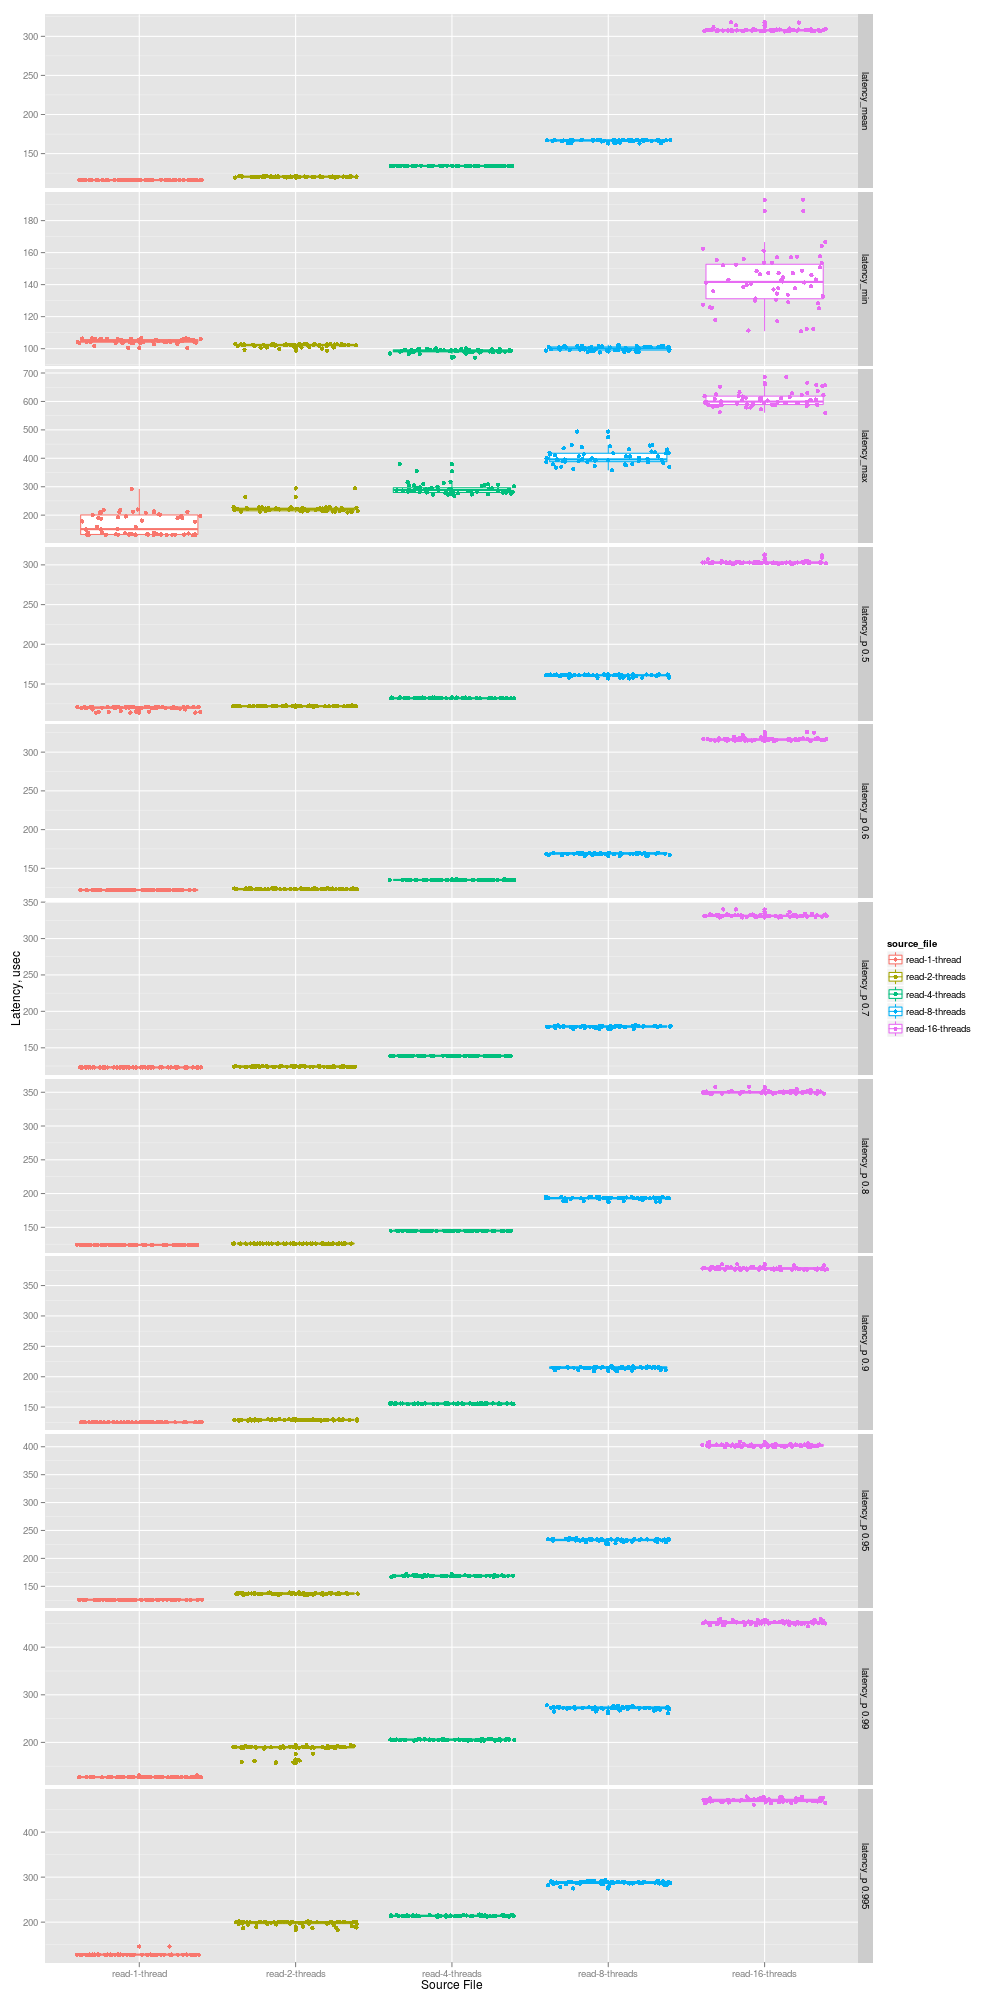 300
250
200
150
latency_mean
180
160
140
120
100
latency_min
700
600
500
400
300
200
latency_max
300
250
200
150
latency_p 0.5
300
250
200
150
latency_p 0.6
350
300
250
200
150
latency_p 0.7
350
300
250
200
150
latency_p 0.8
350
300
250
200
150
latency_p 0.9
400
350
300
250
200
150
latency_p 0.95
400
300
200
latency_p 0.99
400
300
200
latency_p 0.995
read-1-thread
read-2-threads
read-4-threads
read-8-threads
read-16-threads
Source File
Latency, usec
source_file
read-1-thread
read-2-threads
read-4-threads
read-8-threads
read-16-threads